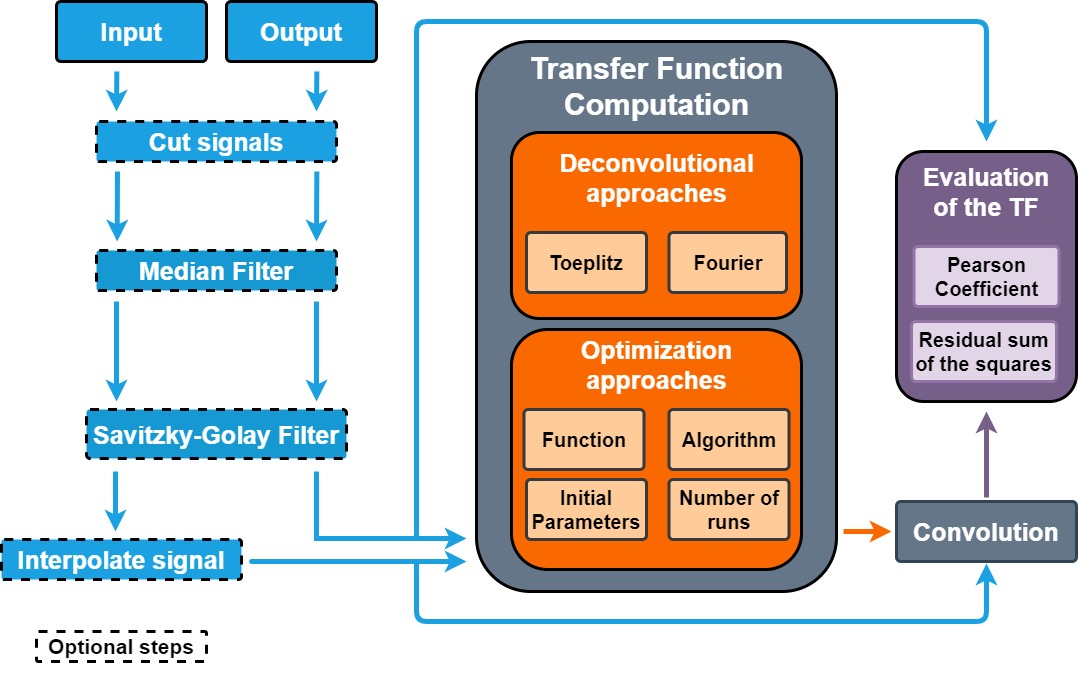 Input
Output
Cut signals
Median Filter
Savitzky-Golay Filter
Interpolate signal
Optional steps
Transfer Function
Computation
Deconvolutional
approaches
Toeplitz
Fourier
Optimization
approaches
Function
Algorithm
Initial
Parameters
Number of
runs
Evaluation
of the TF
Pearson
Coefficient
Residual sum
of the squares
Convolution